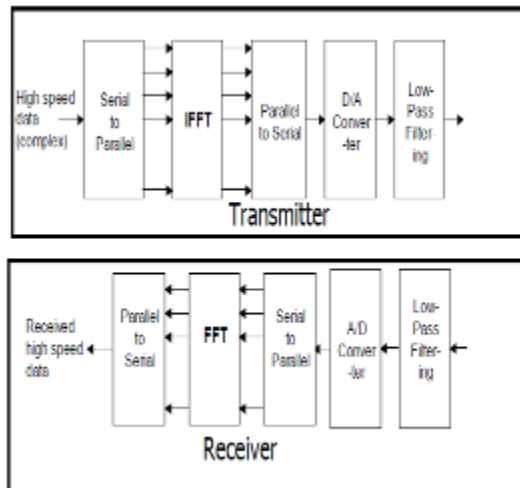 High speed
data
(complex)
Serial
to
Parallel
IFFT
Parallel
to Serial
D/A
Conver
-ter
Low-
Pass
Filter-
ing
Transmitter
Received
high speed
data
Parallel
to
Serial
FFT
Serial
to
Parallel
A/D
Conver
-ter
Low-
Pass
Filter-
ing
Receiver